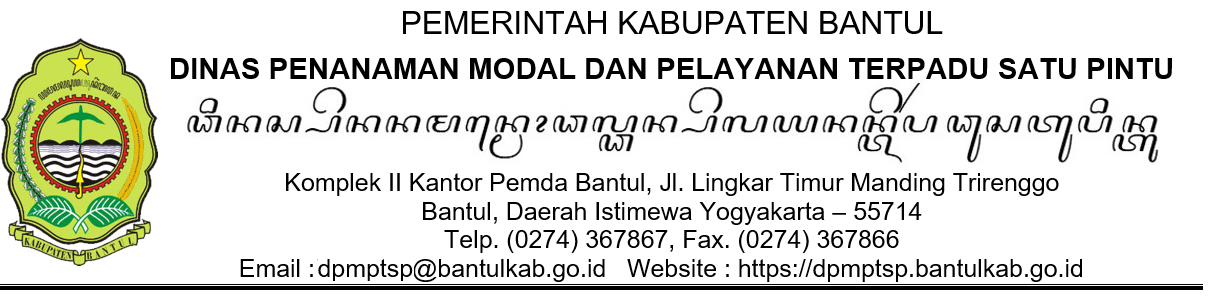 PEMERINTAH KABUPATEN BANTUL
DINAS PENANAMAN MODAL DAN PELAYANAN TERPADU SATU PINTU
Komplek II Kantor Pemda Bantul, Jl. Lingkar Timur Manding Trirenggo
Bantul, Daerah Istimewa Yogyakarta – 55714
Telp. (0274) 367867, Fax. (0274) 367866
Email : dpmptsp@bantulkab.go.id Website : https://dpmptsp.bantulkab.go.id
KABUPATEN BANTUL